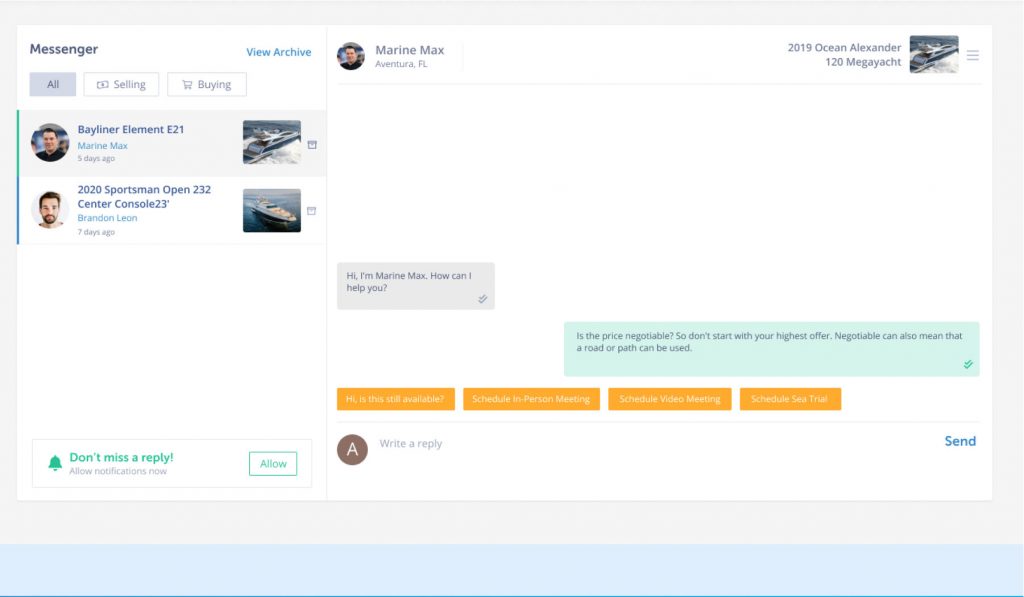 Messenger
View Archive
All
Selling
Buying
Bayliner Element E21
Marine Max
5 days ago
2020 Sportsman Open 232
Center Console23'
Brandon Leon
7 days ago
Don't miss a reply!
Allow notifications now
Allow
Marine Max
Aventura, FL
2019 Ocean Alexander
120 Megayacht
Hi, I'm Marine Max. How can I
help you?
Is the price negotiable? So don't start with your highest offer. Negotiable can also mean that
a road or path can be used.
Hi, is this still available?
Schedule In-Person Meeting
Schedule Video Meeting
Schedule Sea Trial
A
Write a reply
Send